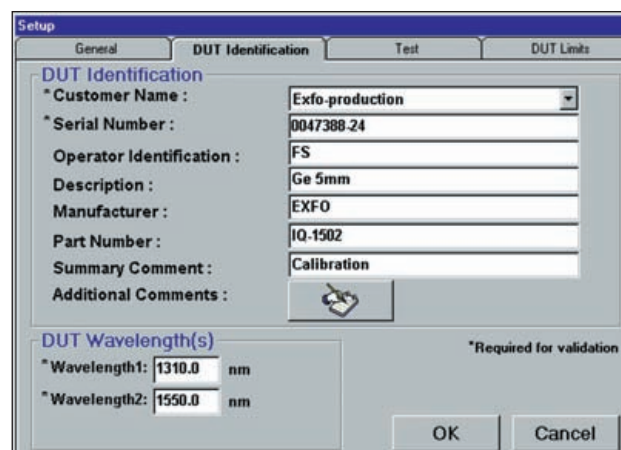 Setup
General DUT Identification Test DUT Limits
DUT Identification
*Customer Name : Exfo-production
*Serial Number : 0047388-24
Operator Identification : FS
Description : Ge 5mm
Manufacturer : EXFO
Part Number : IQ-1502
Summary Comment : Calibration
Additional Comments :
DUT Wavelength(s)
*Required for validation
*Wavelength1: 1310.0 nm
*Wavelength2: 1550.0 nm
OK Cancel